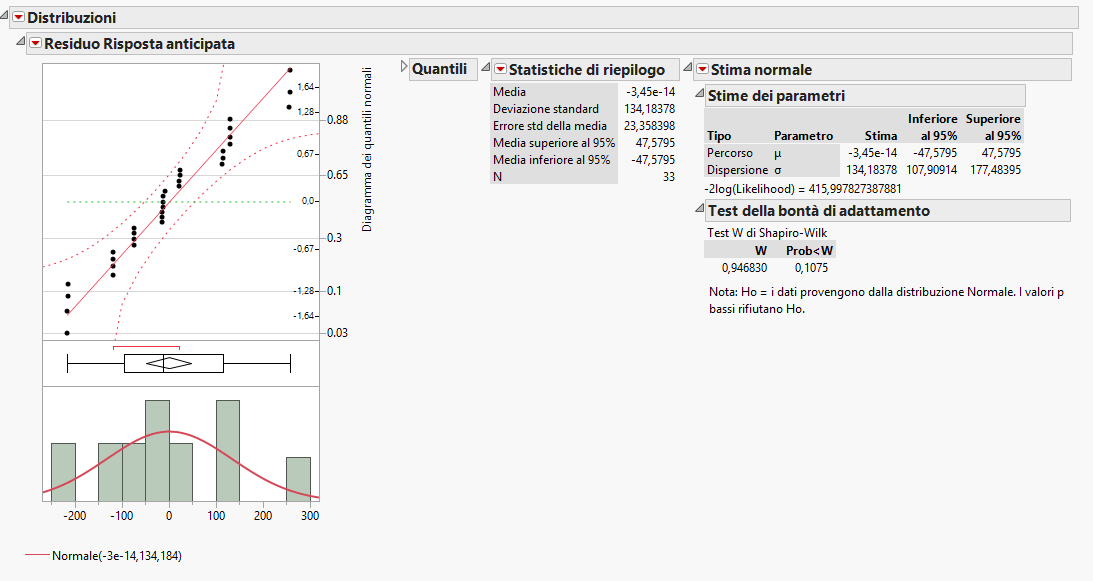 Distribuzioni
Residuo Risposta anticipata
Diagramma dei quantili normali
1,64
1,28
0.88
0,67
0.65
0,0
0.3
-0,67
-1,28
0.1
-1,64
0.03
-200 -100 0 100 200 300
Normale(-3e-14,134,184)
Quantili
Statistiche di riepilogo
Media -3,45e-14
Deviazione standard 134,18378
Errore std della media 23,358398
Media superiore al 95% 47,5795
Media inferiore al 95% -47,5795
N 33
Stima normale
Stime dei parametri
Inferiore Superiore
Tipo Parametro Stima al 95% al 95%
Percorso μ -3,45e-14 -47,5795 47,5795
Dispersione σ 134,18378 107,90914 177,48395
-2log(Likelihood) = 415,997827387881
Test della bontà di adattamento
Test W di Shapiro-Wilk
W Prob<W
0,946830 0,1075
Nota: Ho = i dati provengono dalla distribuzione Normale. I valori p
bassi rifiutano Ho.